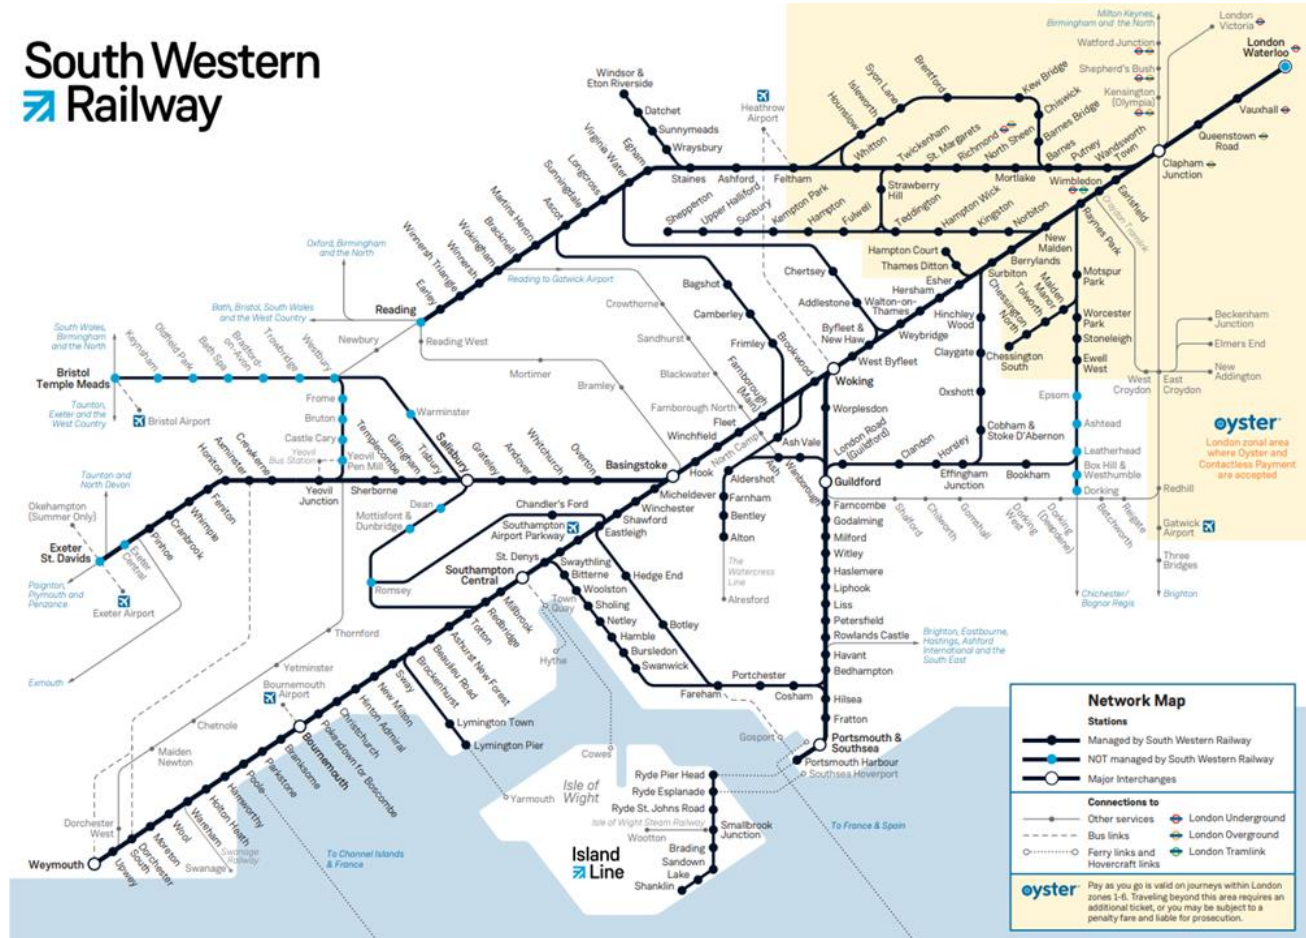 South Western
Railway
Milton Keynes,
Birmingham and the North
London
Victoria
Watford Junction
London
Waterloo
Shepherd's Bush
Kensington
(Olympia)
Vauxhall
Queenstown
Road
Clapham
Junction
Windsor &
Eton Riverside
Datchet
Sunnymeads
Wraysbury
Heathrow
Airport
Hounslow
Isleworth
Syon Lane
Brentford
Kew Bridge
Chiswick
Barnes Bridge
Whitton
Twickenham
St. Margarets
Richmond
North Sheen
Barnes
Putney
Wandsworth
Town
Mortlake
Virginia Water
Egham
Staines
Ashford
Feltham
Longcross
Sunningdale
Ascot
Martins Heron
Bracknell
Wokingham
Winnersh
Winnersh Triangle
Earley
Reading
Strawberry
Hill
Wimbledon
Earlsfield
Croydon Tramlink
Shepperton
Upper Halliford
Sunbury
Kempton Park
Hampton
Fulwell
Teddington
Hampton Wick
Kingston
Norbiton
New
Malden
Raynes Park
Hampton Court
Thames Ditton
Berrylands
Surbiton
Esher
Hersham
Walton-on-
Thames
Weybridge
Chertsey
Addlestone
Byfleet &
New Haw
West Byfleet
Woking
Brookwood
Motspur
Park
Malden
Manor
Tolworth
Chessington
North
Chessington
South
Worcester
Park
Stoneleigh
Ewell
West
Epsom
Ashtead
Leatherhead
Box Hill &
Westhumble
Dorking
Hinchley
Wood
Claygate
Oxshott
Cobham &
Stoke D'Abernon
Beckenham
Junction
Elmers End
New
Addington
West
Croydon
East
Croydon
oyster
London zonal area
where Oyster and
Contactless Payment
are accepted
Oxford, Birmingham
and the North
Bath, Bristol, South Wales
and the West Country
Reading to Gatwick Airport
Crowthorne
Sandhurst
Blackwater
Farnborough North
North Camp
Bagshot
Camberley
Frimley
Farnborough
(Main)
Fleet
Winchfield
Hook
Basingstoke
Newbury
Reading West
Mortimer
Bramley
South Wales,
Birmingham
and the North
Keynsham
Oldfield Park
Bath Spa
Bradford-
on-Avon
Trowbridge
Westbury
Bristol
Temple Meads
Taunton,
Exeter and the
West Country
Bristol Airport
Frome
Bruton
Castle Cary
Yeovil
Bus Station
Yeovil
Pen Mill
Warminster
Salisbury
Tisbury
Gillingham
Templecombe
Sherborne
Yeovil
Junction
Crewkerne
Axminster
Honiton
Feniton
Whimple
Cranbrook
Pinhoe
Exeter
Central
Exeter
St. Davids
Taunton and
North Devon
Okehampton
(Summer Only)
Exeter Airport
Poignton,
Plymouth and
Penzance
Exmouth
Grateley
Andover
Whitchurch
Overton
Dean
Mottisfont &
Dunbridge
Romsey
Chandler's Ford
Southampton
Airport Parkway
Micheldever
Winchester
Shawford
Eastleigh
St. Denys
Swaythling
Southampton
Central
Bitterne
Woolston
Sholing
Netley
Hamble
Bursledon
Swanwick
Hedge End
Botley
Fareham
Portchester
Cosham
Ash Vale
Ash
Wanborough
Aldershot
Farnham
Bentley
Alton
The
Watercress
Line
Alresford
Worplesdon
London Road
(Guildford)
Clandon
Horsley
Effingham
Junction
Bookham
Guildford
Shalford
Chilworth
Gomshall
Dorking
West
Dorking
(Deepdene)
Betchworth
Reigate
Redhill
Gatwick
Airport
Three
Bridges
Brighton
Chichester/
Bognor Regis
Farncombe
Godalming
Milford
Witley
Haslemere
Liphook
Liss
Petersfield
Rowlands Castle
Havant
Bedhampton
Hilsea
Fratton
Portsmouth &
Southsea
Portsmouth Harbour
Southsea Hoverport
Gosport
Brighton, Eastbourne,
Hastings, Ashford
International and the
South East
Town
Quay
Hythe
Millbrook
Redbridge
Totton
Ashurst New Forest
Beaulieu Road
Brockenhurst
Sway
New Milton
Hinton Admiral
Christchurch
Pokesdown for Boscombe
Bournemouth
Branksome
Parkstone
Poole
Hamworthy
Holton Heath
Wareham
Wool
Moreton
Dorchester
South
Upwey
Weymouth
Swanage
Railway
Swanage
Dorchester
West
Maiden
Newton
Chetnole
Yetminster
Thornford
Bournemouth
Airport
Lymington Town
Lymington Pier
Yarmouth
Cowes
Isle of
Wight
Island
Line
Ryde Pier Head
Ryde Esplanade
Ryde St. Johns Road
Isle of Wight Steam Railway
Wootton
Smallbrook
Junction
Brading
Sandown
Lake
Shanklin
To Channel Islands
& France
To France & Spain
Network Map
Stations
Managed by South Western Railway
NOT managed by South Western Railway
Major Interchanges
Connections to
Other services
Bus links
Ferry links and
Hovercraft links
London Underground
London Overground
London Tramlink
oyster
Pay as you go is valid on journeys within London
zones 1-6. Traveling beyond this area requires an
additional ticket, or you may be subject to a
penalty fare and liable for prosecution.